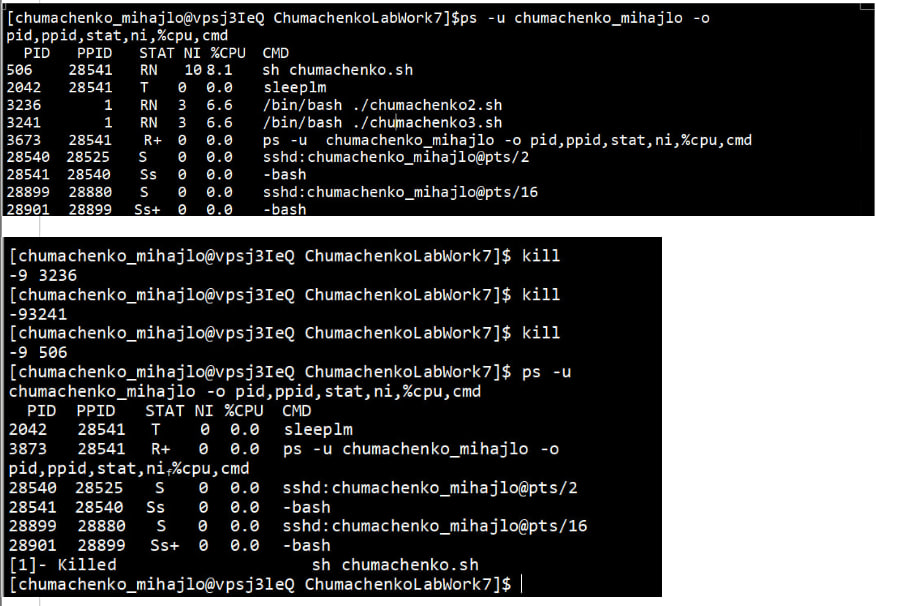 [chumachenko_mihajlo@vpsj3IeQ ChumachenkoLabWork7]$ps -u chumachenko_mihajlo -o
pid,ppid,stat,ni,%cpu,cmd
PID PPID STAT NI %CPU CMD
506 28541 RN 10 8.1 sh chumachenko.sh
2042 28541 T 0 0.0 sleeplm
3236 1 RN 3 6.6 /bin/bash ./chumachenko2.sh
3241 1 RN 3 6.6 /bin/bash ./chumachenko3.sh
3673 28541 R+ 0 0.0 ps -u chumachenko_mihajlo -o pid,ppid,stat,ni,%cpu,cmd
28540 28525 S 0 0.0 sshd:chumachenko_mihajlo@pts/2
28541 28540 Ss 0 0.0 -bash
28899 28880 S 0 0.0 sshd:chumachenko_mihajlo@pts/16
28901 28899 Ss+ 0 0.0 -bash
[chumachenko_mihajlo@vpsj3IeQ ChumachenkoLabWork7]$ kill
-9 3236
[chumachenko_mihajlo@vpsj3IeQ ChumachenkoLabWork7]$ kill
-93241
[chumachenko_mihajlo@vpsj3IeQ ChumachenkoLabWork7]$ kill
-9 506
[chumachenko_mihajlo@vpsj3IeQ ChumachenkoLabWork7]$ ps -u
chumachenko_mihajlo -o pid,ppid,stat,ni,%cpu,cmd
PID PPID STAT NI %CPU CMD
2042 28541 T 0 0.0 sleeplm
3873 28541 R+ 0 0.0 ps -u chumachenko_mihajlo -o
pid,ppid,stat,ni,%cpu,cmd
28540 28525 S 0 0.0 sshd:chumachenko_mihajlo@pts/2
28541 28540 Ss 0 0.0 -bash
28899 28880 S 0 0.0 sshd:chumachenko_mihajlo@pts/16
28901 28899 Ss+ 0 0.0 -bash
[1]- Killed sh chumachenko.sh
[chumachenko_mihajlo@vpsj3leQ ChumachenkoLabWork7]$